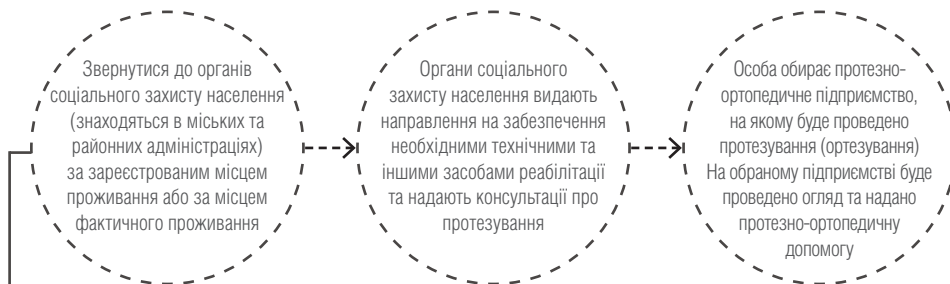 Звернутися до органів
соціального захисту населення
(знаходяться в міських та
районних адміністраціях)
за зареєстрованим місцем
проживання або за місцем
фактичного проживання
Органи соціального
захисту населення видають
направлення на забезпечення
необхідними технічними та
іншими засобами реабілітації
та надають консультації про
протезування
Особа обирає протезно-
ортопедичне підприємство,
на якому буде проведено
протезування (ортезування)
На обраному підприємстві буде
проведено огляд та надано
протезно-ортопедичну
допомогу